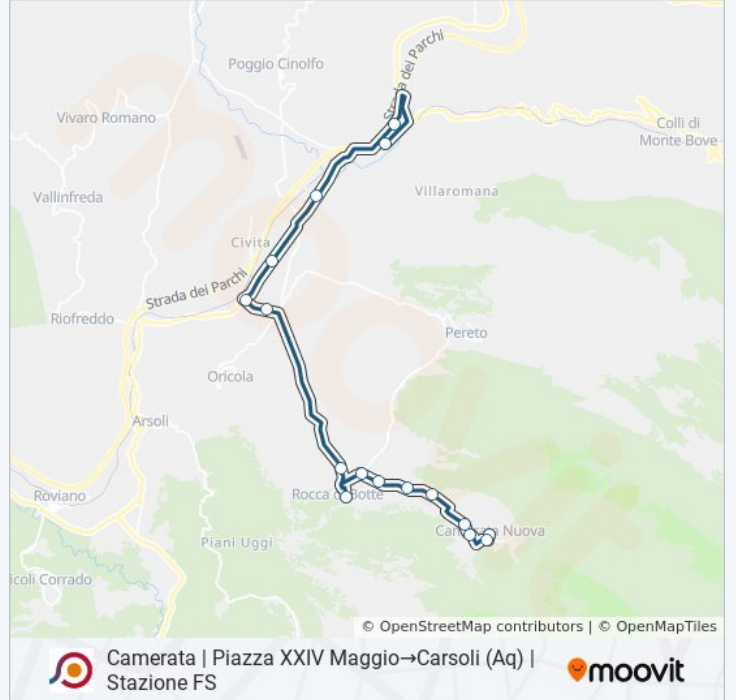 Strada dei Parchi
Poggio Cinolfo
Vivaro Romano
Colli di
Monte Bove
Vallinfreda
Villaromana
Civita
Strada dei Parchi
Riofreddo
Pereto
Oricola
Arsoli
Roviano
Rocca di Botte
Camerata Nuova
Piani Uggi
icoli Corrado
© OpenStreetMap contributors | © OpenMapTiles
Camerata | Piazza XXIV Maggio→Carsoli (Aq) |
Stazione FS
moovit